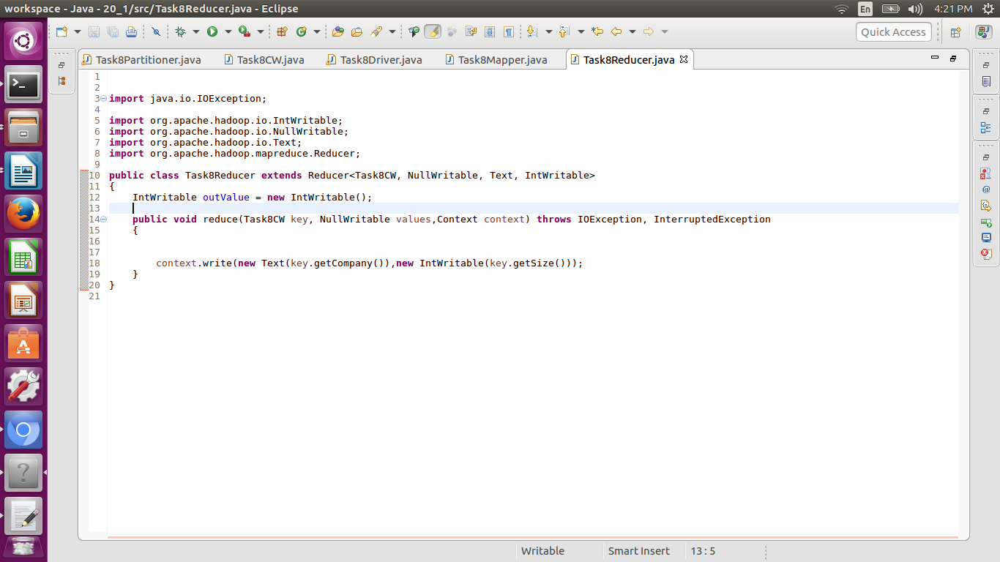 workspace - Java - 20_1/src/Task8Reducer.java - Eclipse
En
4:21 PM
Quick Access
Task8Partitioner.java
Task8CW.java
Task8Driver.java
Task8Mapper.java
Task8Reducer.java
1
2
3 import java.io.IOException;
4
5 import org.apache.hadoop.io.IntWritable;
6 import org.apache.hadoop.io.NullWritable;
7 import org.apache.hadoop.io.Text;
8 import org.apache.hadoop.mapreduce.Reducer;
9
10 public class Task8Reducer extends Reducer<Task8CW, NullWritable, Text, IntWritable>
11 {
12     IntWritable outValue = new IntWritable();
13
14     public void reduce(Task8CW key, NullWritable values,Context context) throws IOException, InterruptedException
15     {
16
17
18         context.write(new Text(key.getCompany()),new IntWritable(key.getSize()));
19     }
20 }
21
Writable
Smart Insert
13 : 5